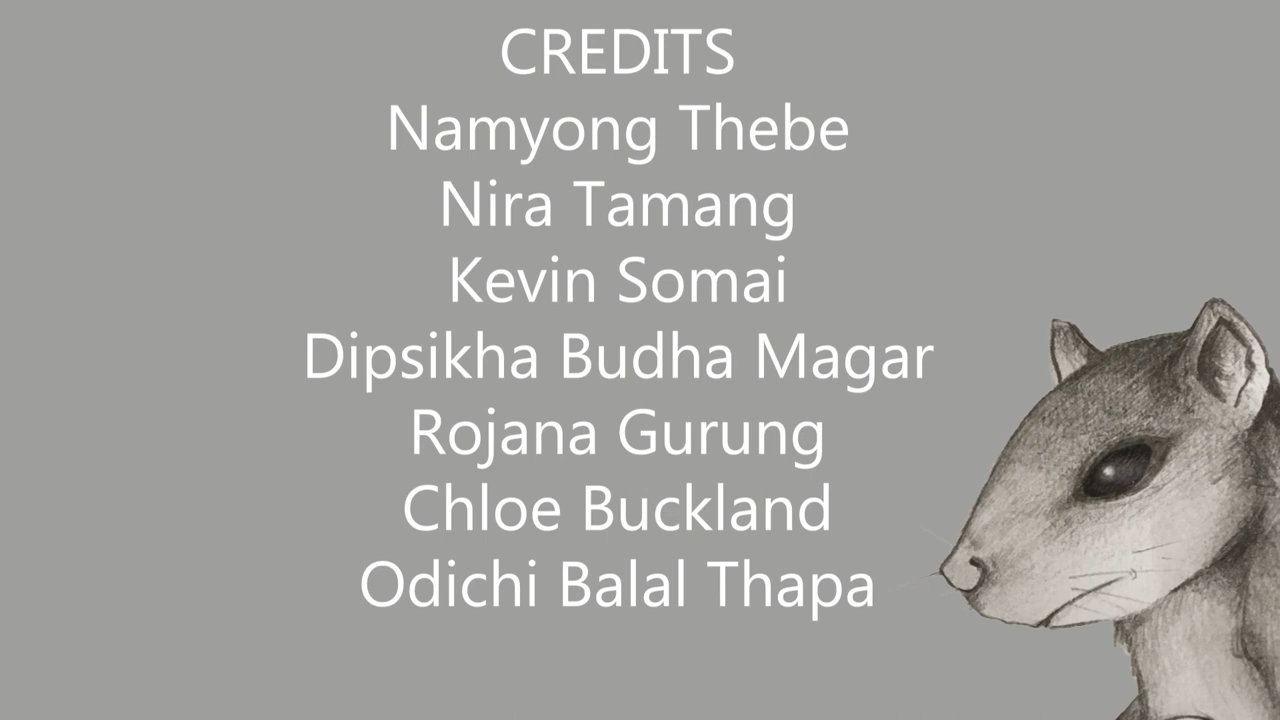 CREDITS
Namyong Thebe
Nira Tamang
Kevin Somai
Dipsikha Budha Magar
Rojana Gurung
Chloe Buckland
Odichi Balal Thapa